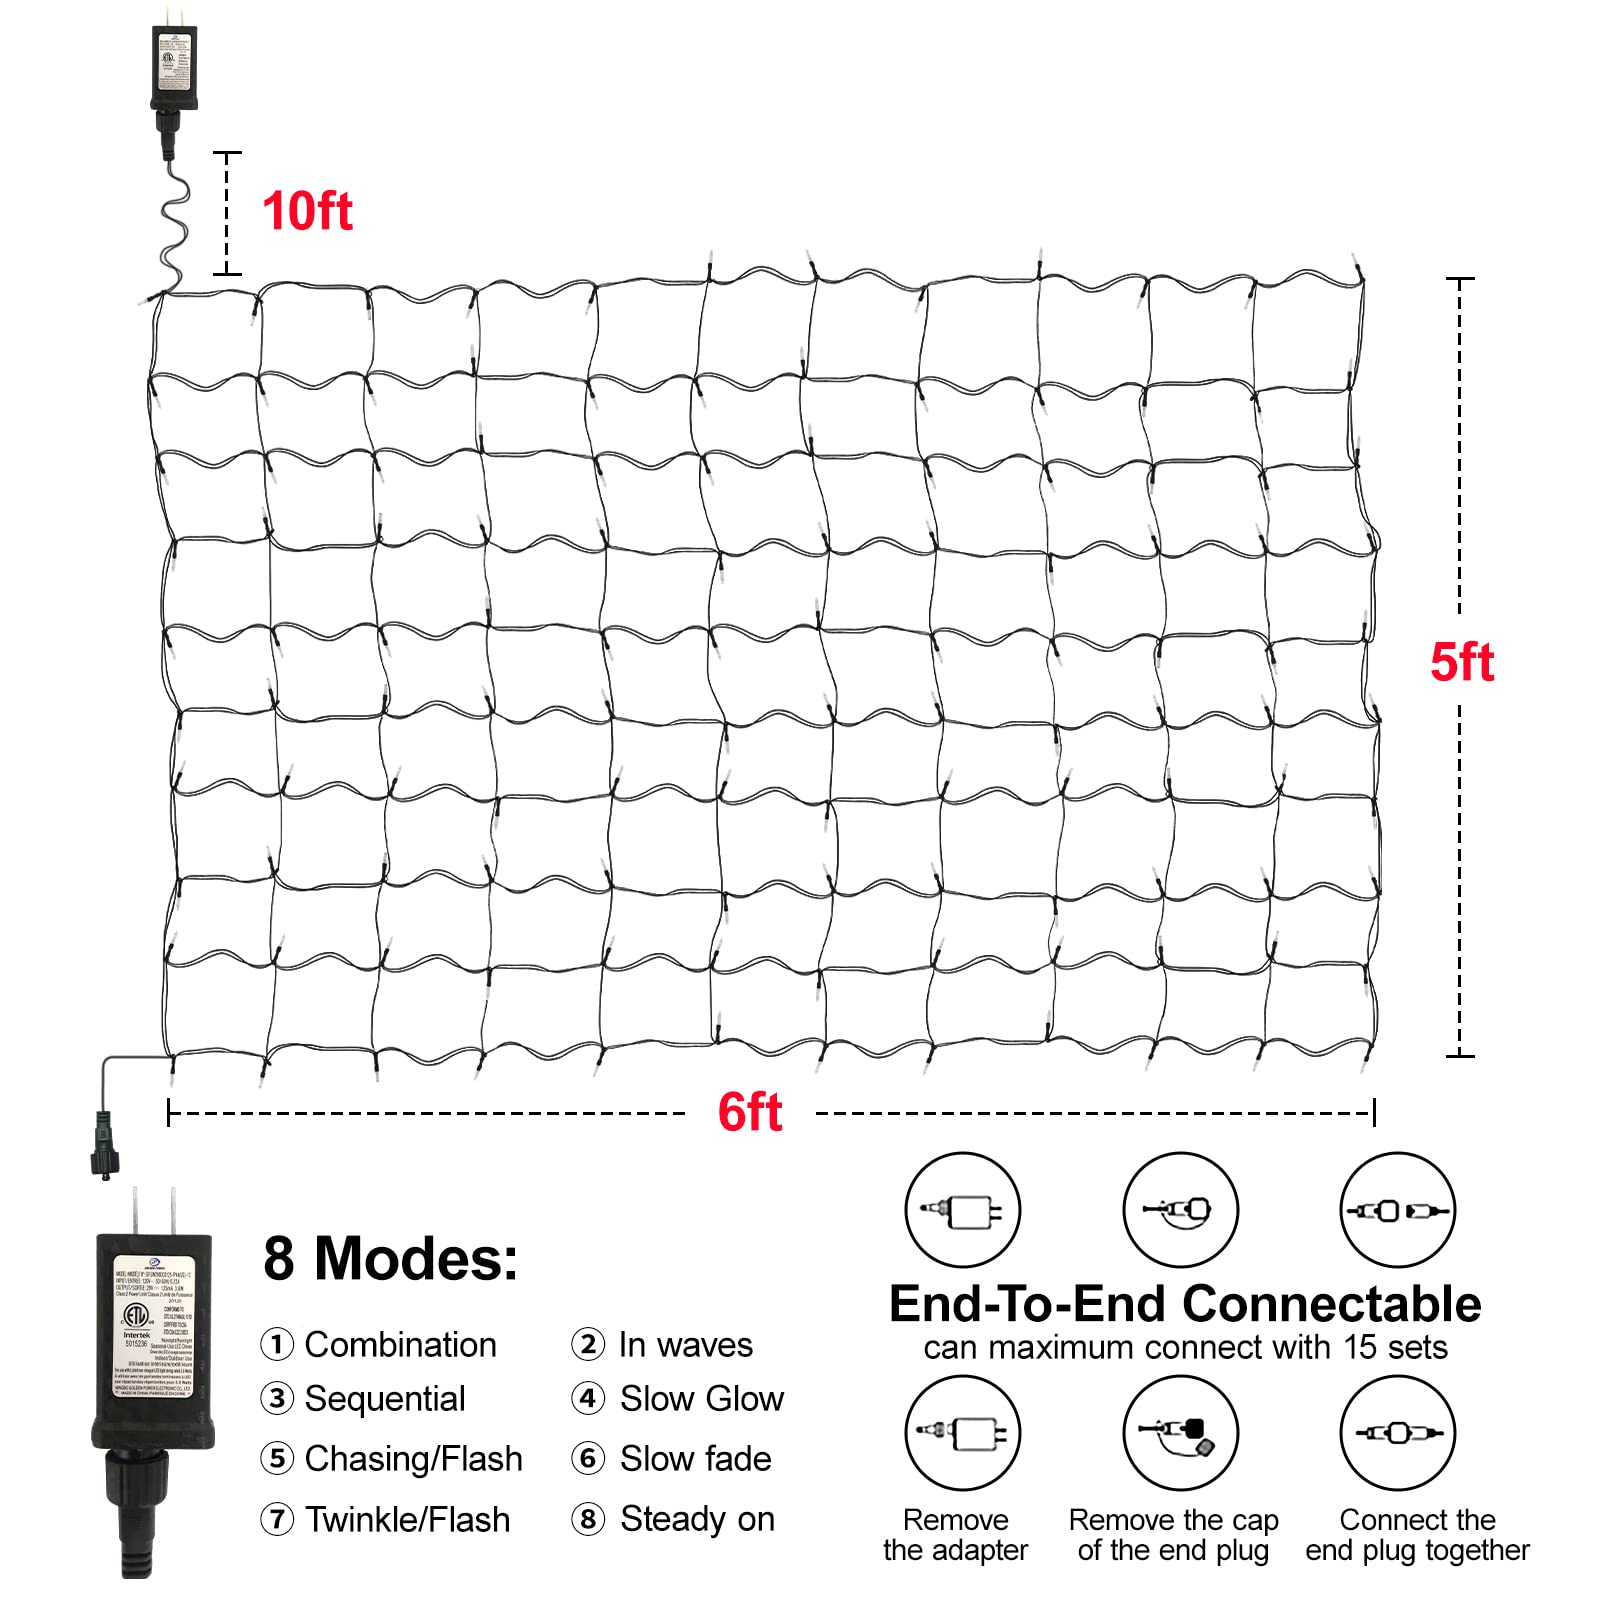 10ft
5ft
6ft
8 Modes:
① Combination
② In waves
③ Sequential
④ Slow Glow
⑤ Chasing/Flash
⑥ Slow fade
⑦ Twinkle/Flash
⑧ Steady on
End-To-End Connectable
can maximum connect with 15 sets
Remove
the adapter
Remove the cap
of the end plug
Connect the
end plug together
Intertek
5015236